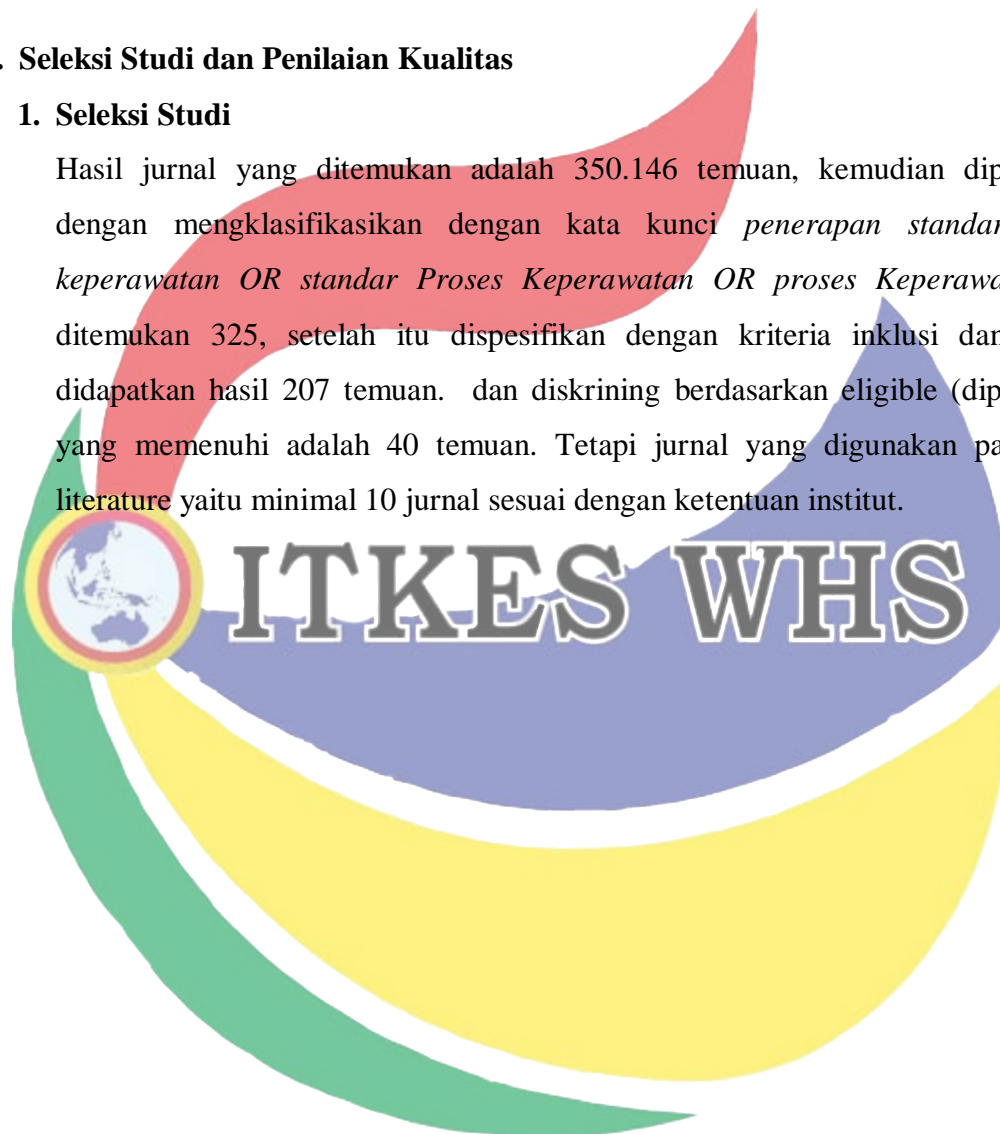 . Seleksi Studi dan Penilaian Kualitas
1. Seleksi Studi
Hasil jurnal yang ditemukan adalah 350.146 temuan, kemudian dip
dengan mengklasifikasikan dengan kata kunci penerapan standar
keperawatan OR standar Proses Keperawatan OR proses Keperawa
ditemukan 325, setelah itu dispesifikan dengan kriteria inklusi dan
didapatkan hasil 207 temuan. dan diskrining berdasarkan eligible (dip
yang memenuhi adalah 40 temuan. Tetapi jurnal yang digunakan pa
literature yaitu minimal 10 jurnal sesuai dengan ketentuan institut.
ITKES WHS